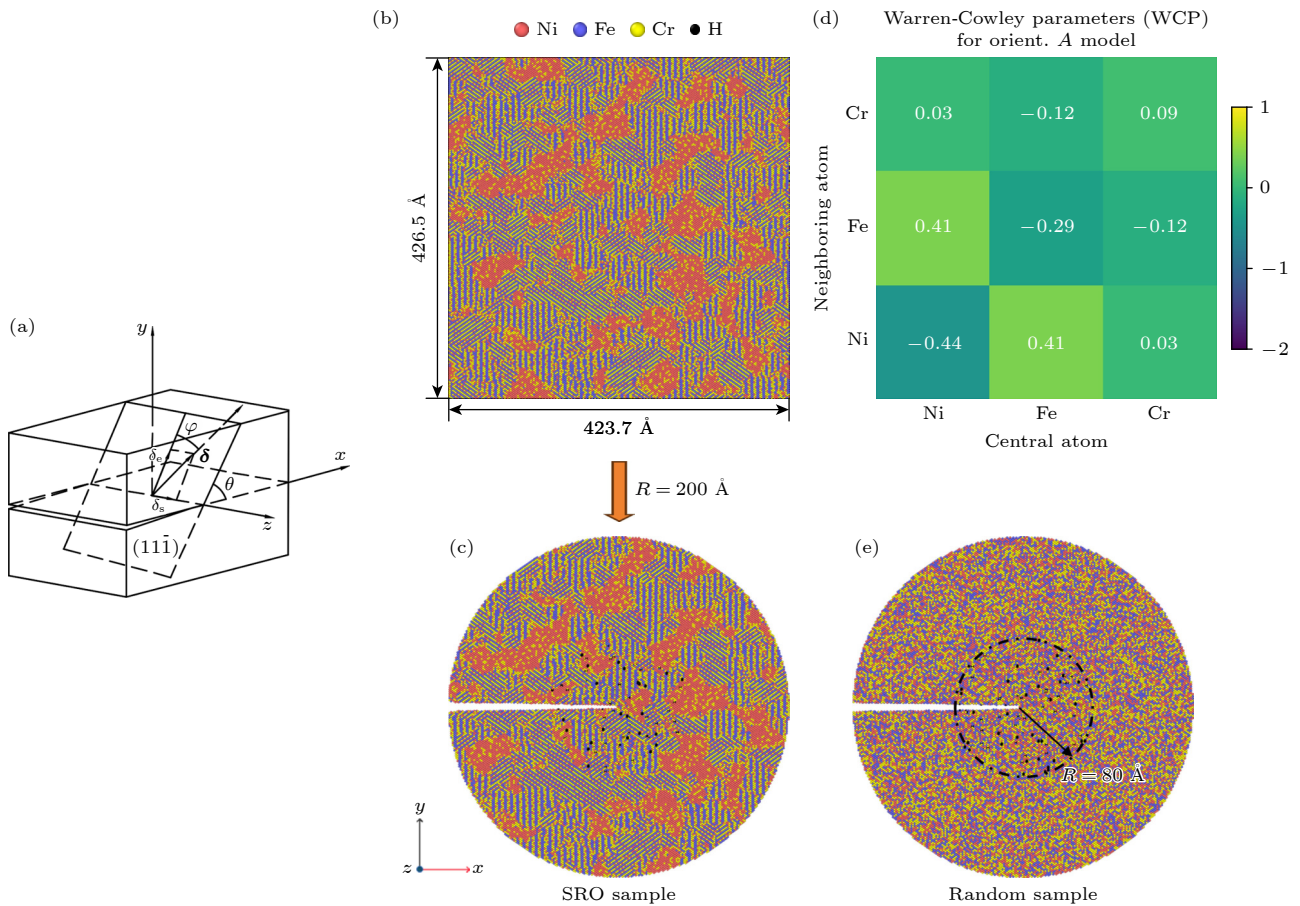 (a)
y
φ
δe
δ
x
θ
δs
z
(11̄1)
(b)
Ni Fe Cr H
426.5 Å
423.7 Å
R = 200 Å
(c)
y
z
x
SRO sample
(d)
Warren-Cowley parameters (WCP)
for orient. A model
Neighboring atom
Cr 0.03 −0.12 0.09
Fe 0.41 −0.29 −0.12
Ni −0.44 0.41 0.03
Ni Fe Cr
Central atom
1
0
−1
−2
(e)
R = 80 Å
Random sample